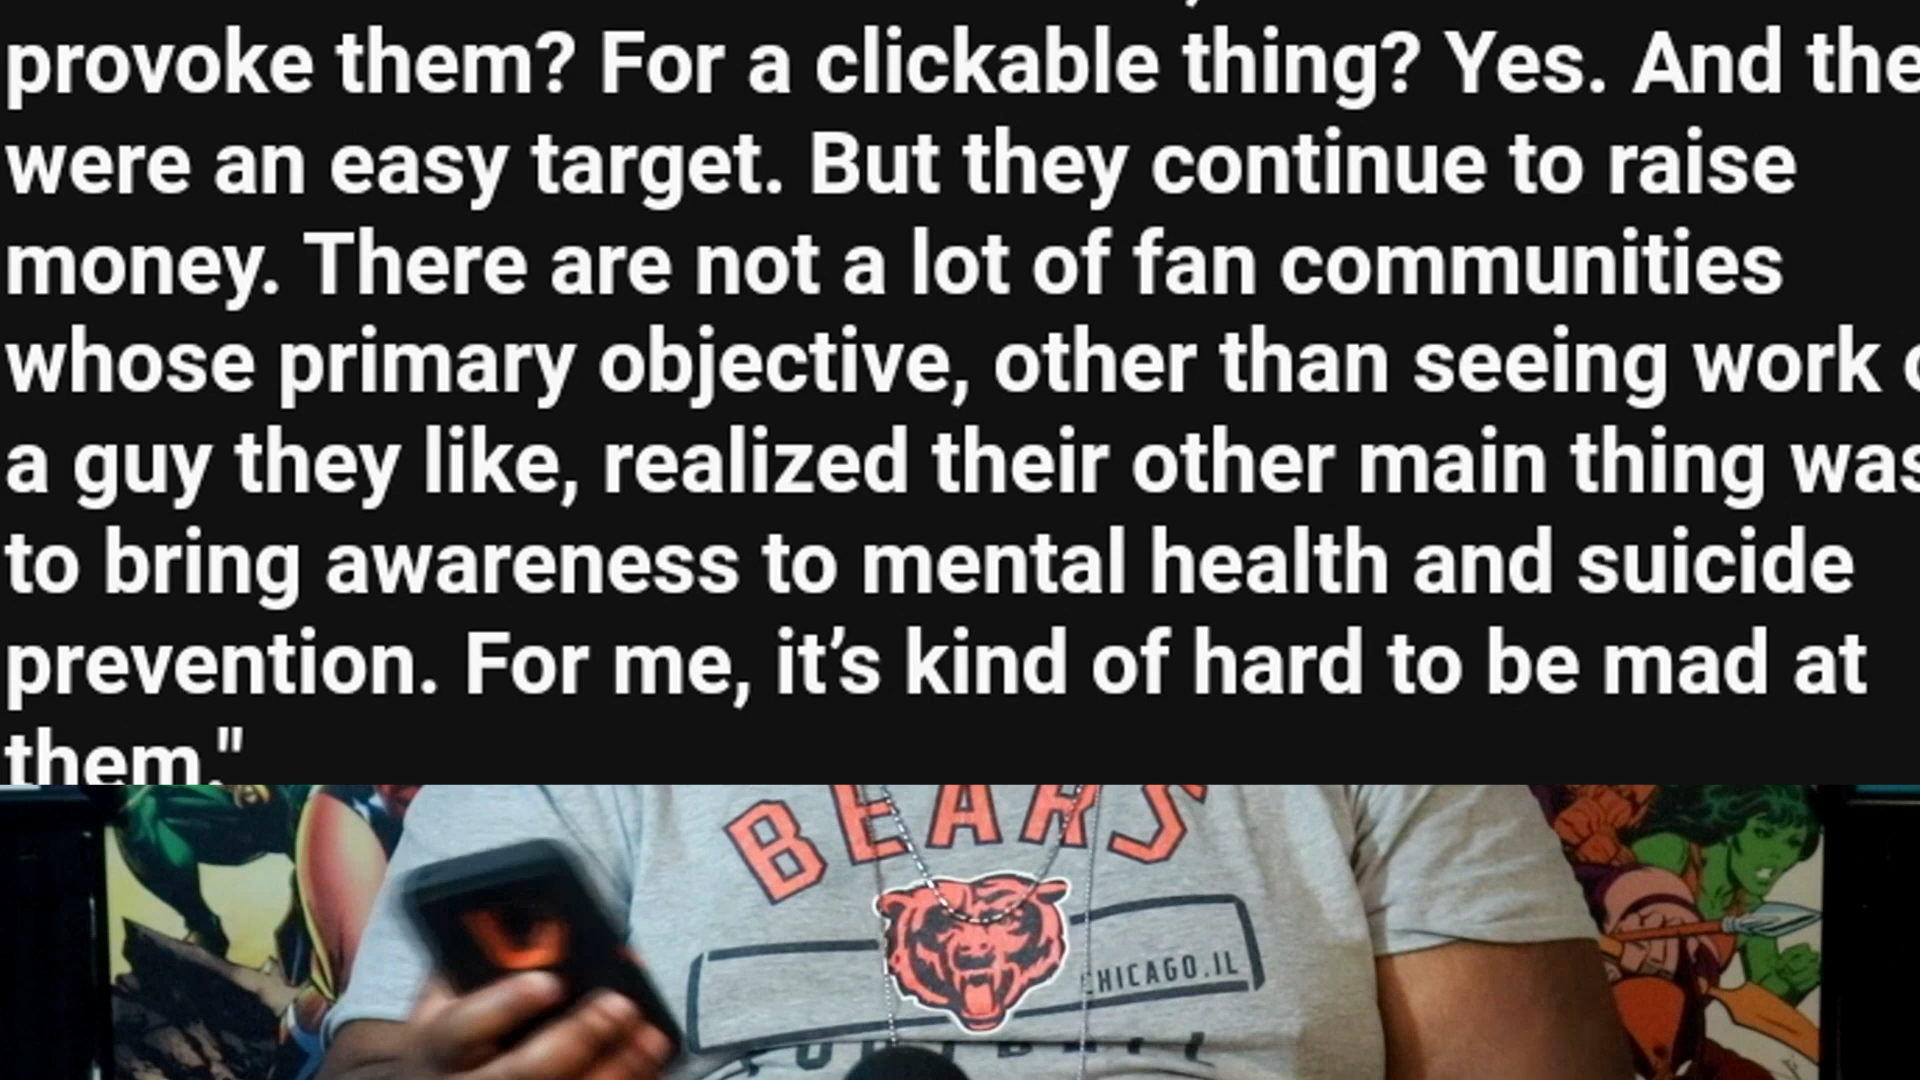 provoke them? For a clickable thing? Yes. And the
were an easy target. But they continue to raise
money. There are not a lot of fan communities
whose primary objective, other than seeing work
a guy they like, realized their other main thing was
to bring awareness to mental health and suicide
prevention. For me, it’s kind of hard to be mad at
them."
BEARS
CHICAGO.IL
FOOTBALL